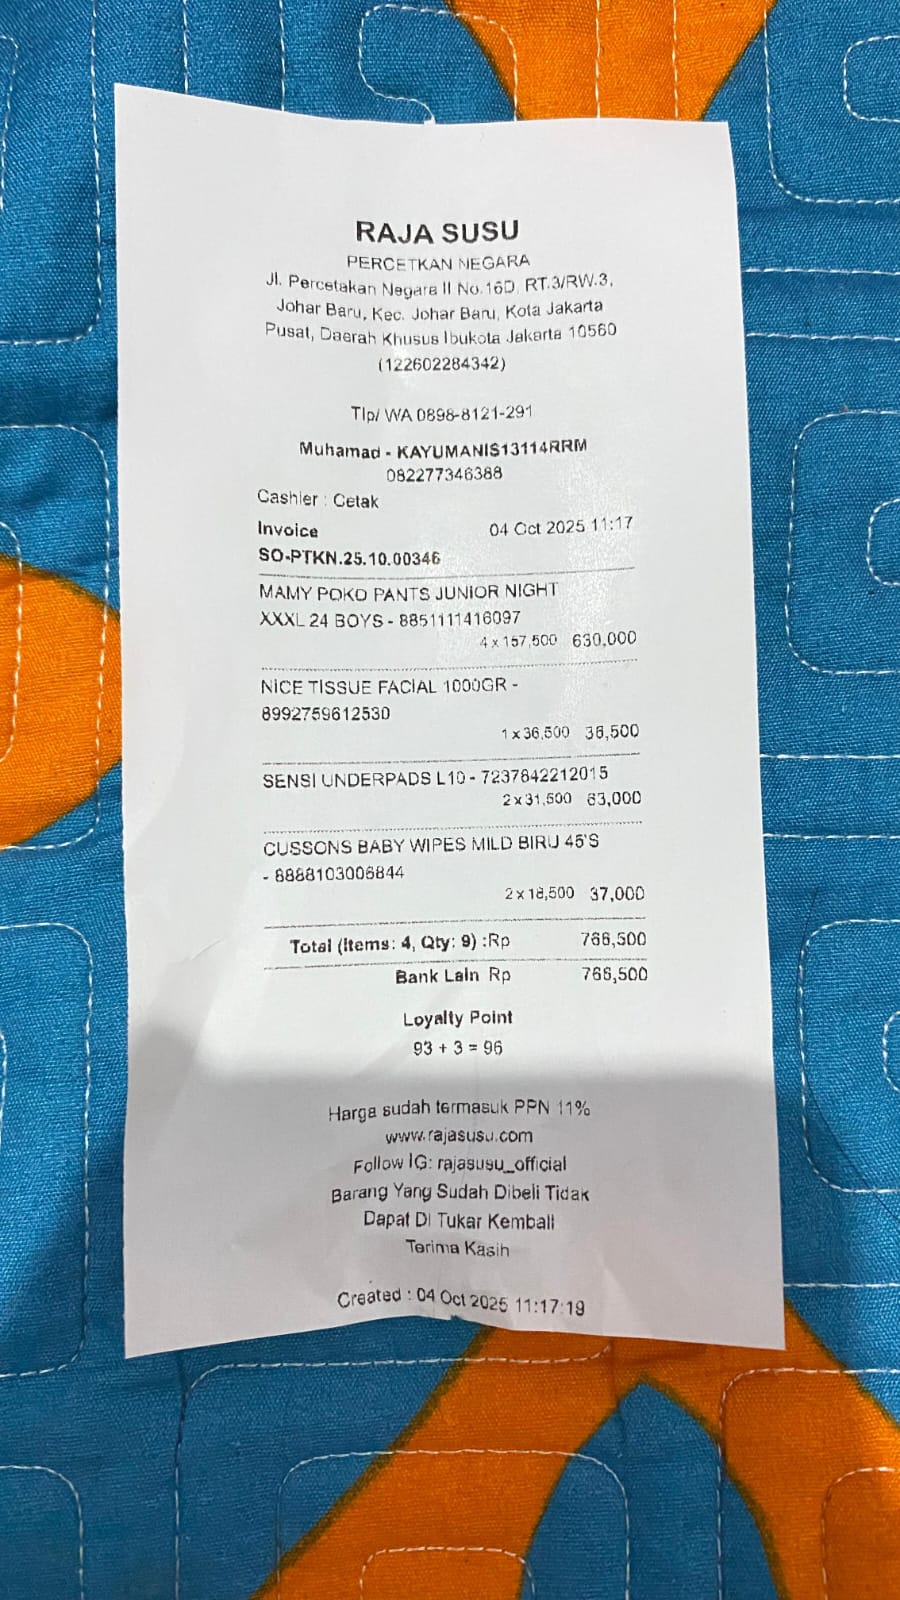 RAJA SUSU
PERCETKAN NEGARA
Jl. Percetakan Negara II No.16D, RT.3/RW.3,
Johar Baru, Kec. Johar Baru, Kota Jakarta
Pusat, Daerah Khusus Ibukota Jakarta 10560
(122602284342)
Tlp/ WA 0898-8121-291
Muhamad - KAYUMANIS13114RRM
082277346388
Cashier : Cetak
Invoice 04 Oct 2025 11:17
SO-PTKN.25.10.00346
MAMY POKO PANTS JUNIOR NIGHT
XXXL 24 BOYS - 8851111416097
4 x 157,500 630,000
NICE TISSUE FACIAL 1000GR -
8992759612530
1 x 36,500 36,500
SENSI UNDERPADS L10 - 7237842212015
2 x 31,500 63,000
CUSSONS BABY WIPES MILD BIRU 45'S
- 8888103006844
2 x 18,500 37,000
Total (Items: 4, Qty: 9) :Rp 766,500
Bank Lain Rp 766,500
Loyalty Point
93 + 3 = 96
Harga sudah termasuk PPN 11%
www.rajasusu.com
Follow IG: rajasusu_official
Barang Yang Sudah Dibeli Tidak
Dapat Di Tukar Kembali
Terima Kasih
Created : 04 Oct 2025 11:17:19